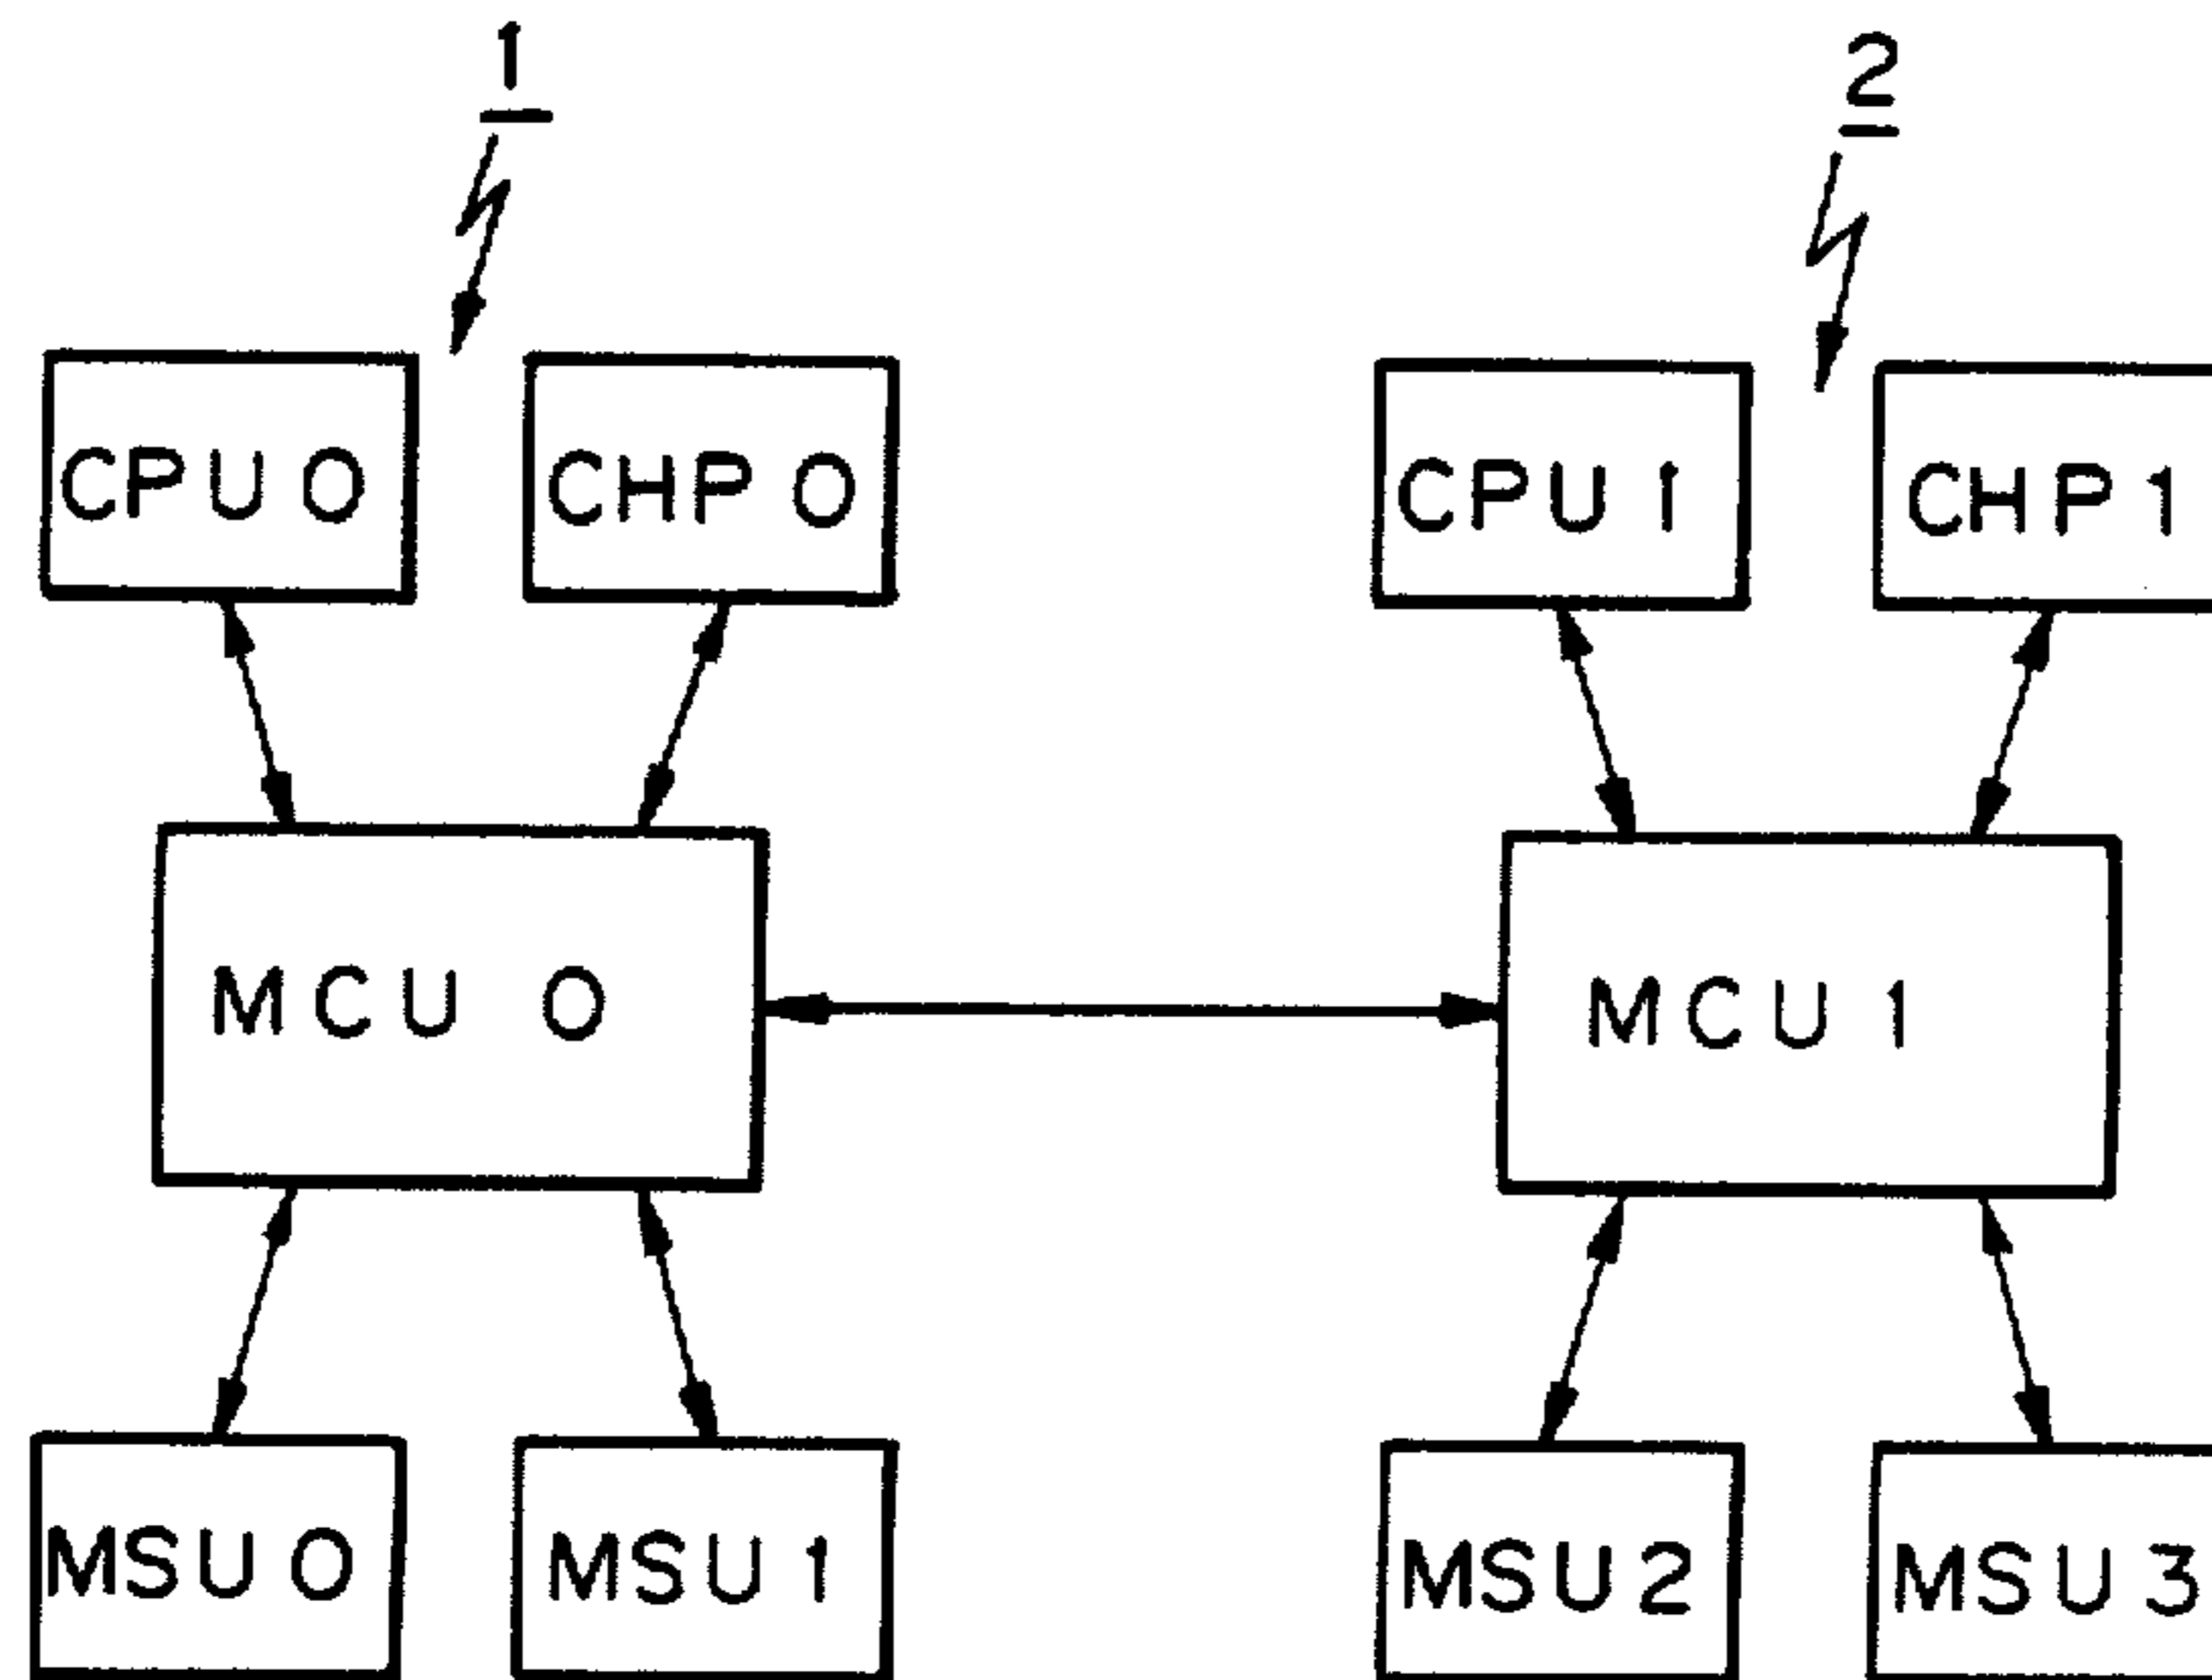 1
2
CPU 0
CHP 0
CPU 1
CHP 1
MCU 0
MCU 1
MSU 0
MSU 1
MSU 2
MSU 3